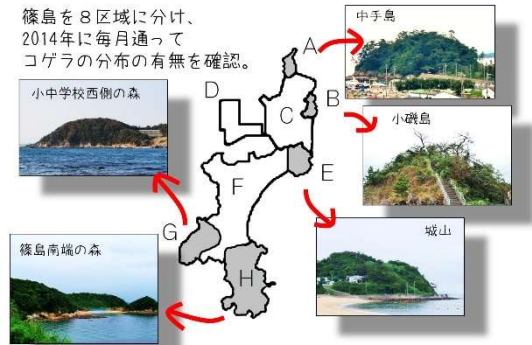 篠島を８区域に分け、
2014年に毎月通って
コゲラの分布の有無を確認。
中手島
A
小中学校西側の森
D
C
B
小磯島
E
F
G
城山
篠島南端の森
H